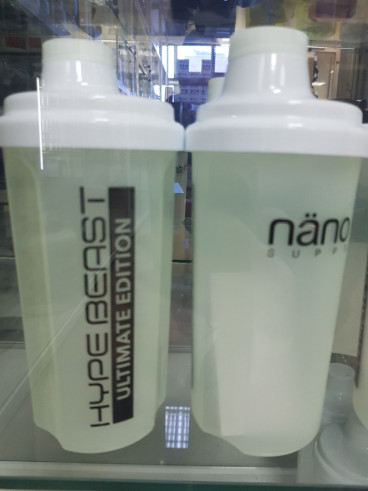 HYPE BEAST
ULTIMATE EDITION
näno